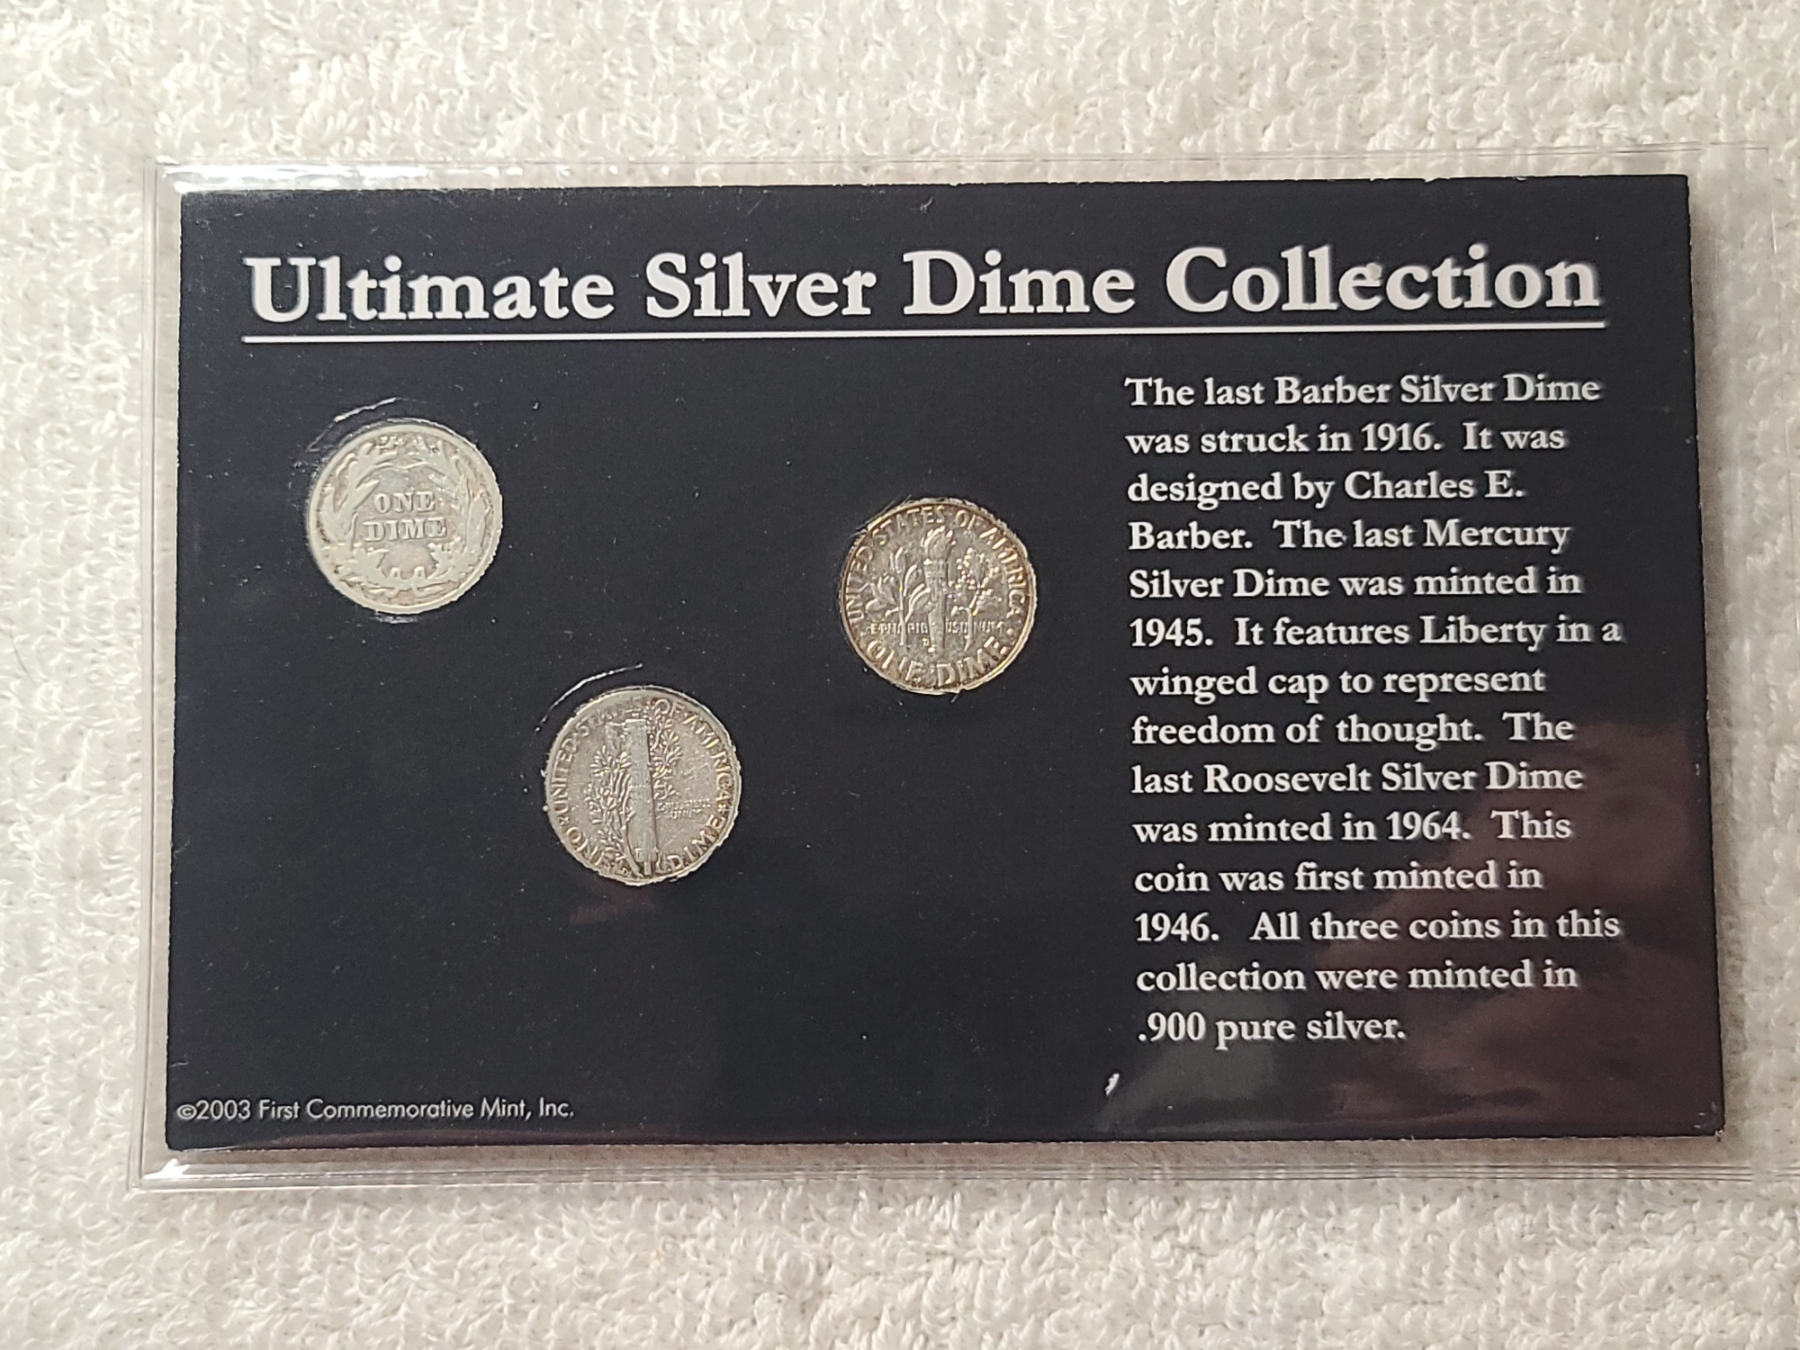 Ultimate Silver Dime Collection
The last Barber Silver Dime
was struck in 1916. It was
designed by Charles E.
Barber. The last Mercury
Silver Dime was minted in
1945. It features Liberty in a
winged cap to represent
freedom of thought. The
last Roosevelt Silver Dime
was minted in 1964. This
coin was first minted in
1946. All three coins in this
collection were minted in
.900 pure silver.
ONE
DIME
UNITED STATES OF AMERICA
ONE DIME
UNITED STATES OF AMERICA
ONE DIME
©2003 First Commemorative Mint, Inc.